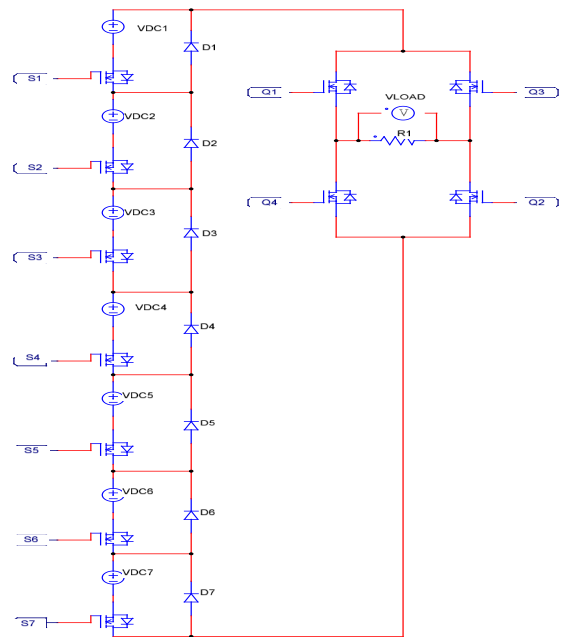 VDC1
D1
S1
VDC2
D2
S2
VDC3
D3
S3
VDC4
D4
S4
VDC5
D5
S5
VDC6
D6
S6
VDC7
D7
S7
Q1
Q3
VLOAD
V
R1
Q4
Q2